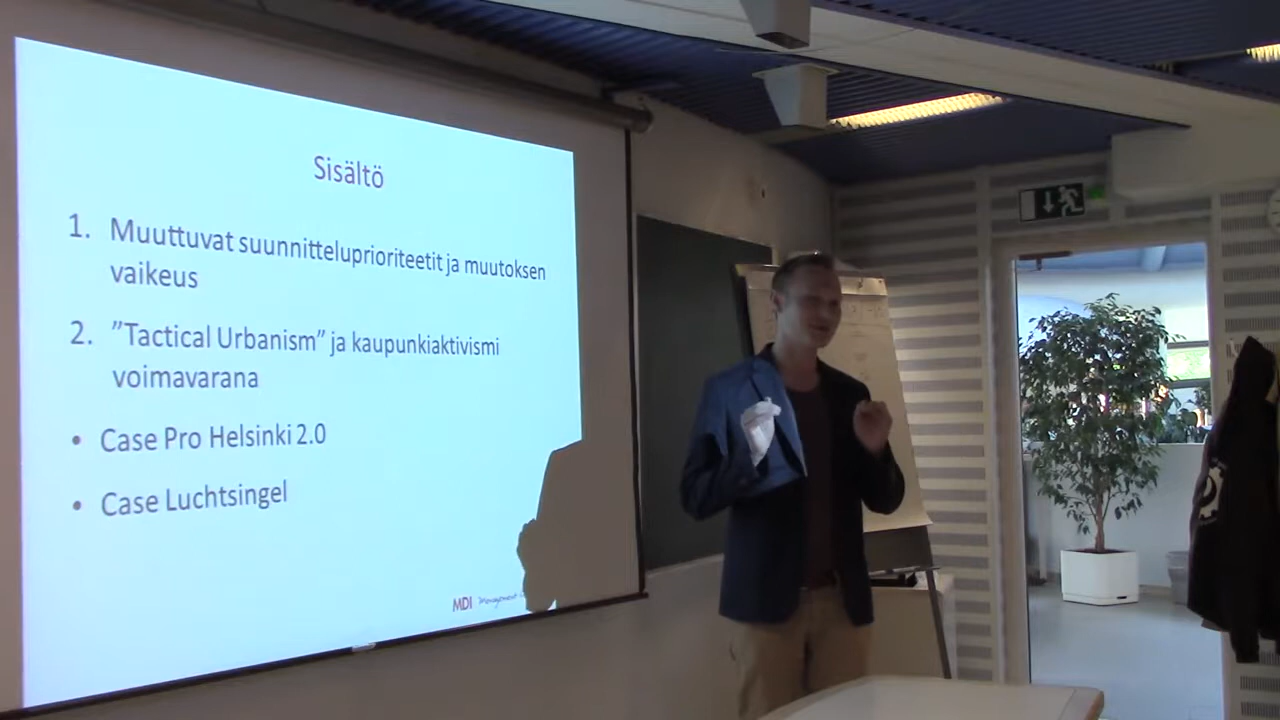 Sisältö
1. Muuttuvat suunnitteluprioriteetit ja muutoksen
vaikeus
2. ”Tactical Urbanism” ja kaupunkiaktivismi
voimavarana
• Case Pro Helsinki 2.0
• Case Luchtsingel
MDI Management